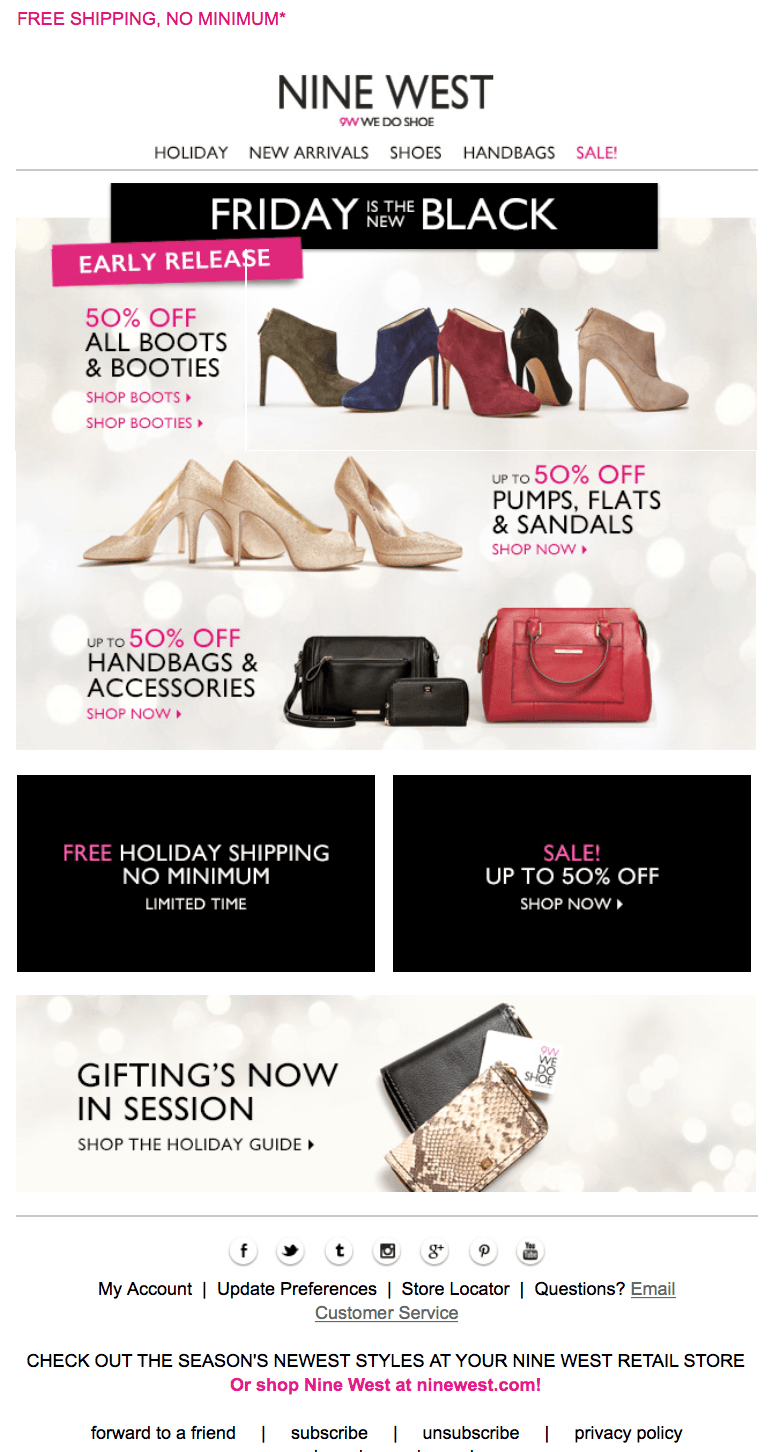 FREE SHIPPING, NO MINIMUM*
NINE WEST
9W WE DO SHOE
HOLIDAY NEW ARRIVALS SHOES HANDBAGS SALE!
FRIDAY IS THE NEW BLACK
EARLY RELEASE
50% OFF
ALL BOOTS
& BOOTIES
SHOP BOOTS
SHOP BOOTIES
UP TO 50% OFF
PUMPS, FLATS
& SANDALS
SHOP NOW
UP TO 50% OFF
HANDBAGS &
ACCESSORIES
SHOP NOW
FREE HOLIDAY SHIPPING
NO MINIMUM
LIMITED TIME
SALE!
UP TO 50% OFF
SHOP NOW
GIFTING'S NOW
IN SESSION
SHOP THE HOLIDAY GUIDE
9W
WE
DO
SHOE
f t g+ You Tube
My Account | Update Preferences | Store Locator | Questions? Email
Customer Service
CHECK OUT THE SEASON'S NEWEST STYLES AT YOUR NINE WEST RETAIL STORE
Or shop Nine West at ninewest.com!
forward to a friend | subscribe | unsubscribe | privacy policy